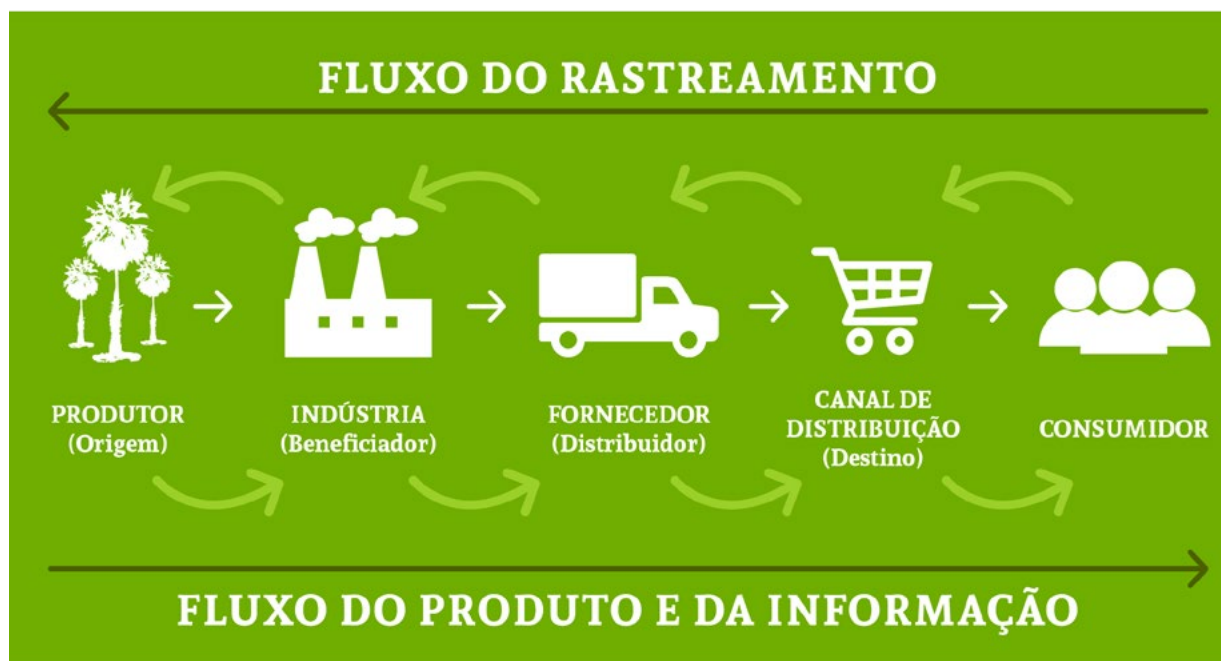 FLUXO DO RASTREAMENTO
PRODUTOR
(Origem)
INDÚSTRIA
(Beneficiador)
FORNECEDOR
(Distribuidor)
CANAL DE
DISTRIBUIÇÃO
(Destino)
CONSUMIDOR
FLUXO DO PRODUTO E DA INFORMAÇÃO